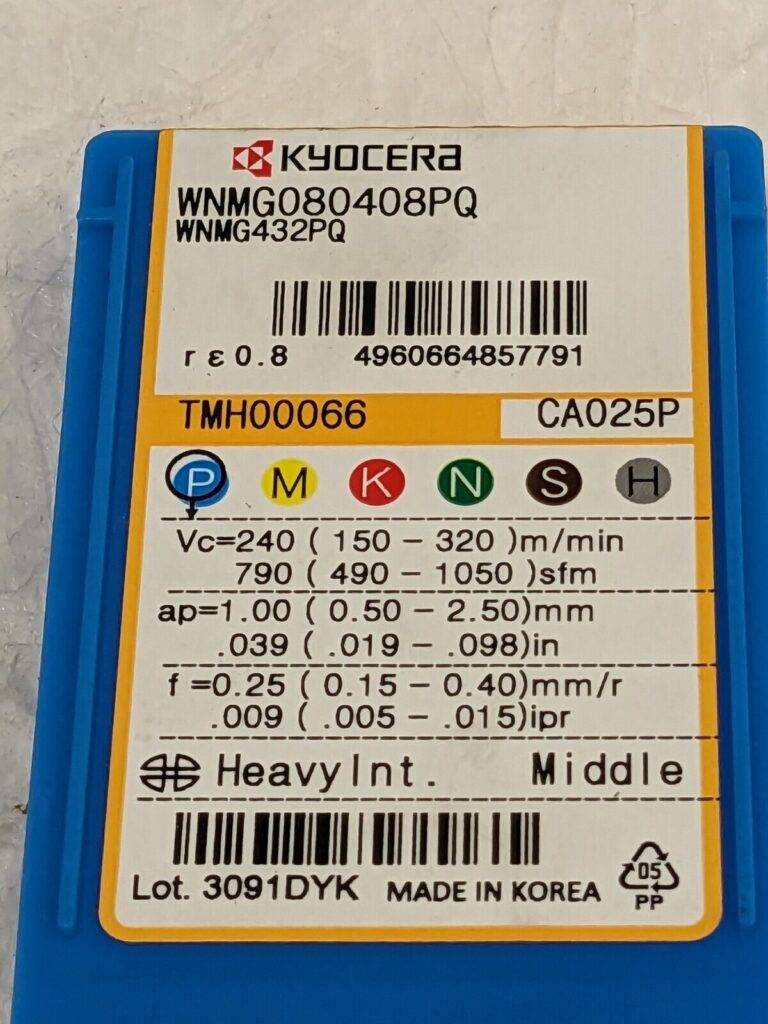 KYOCERA
WNMG080408PQ
WNMG432PQ
rε0.8 4960664857791
TMH00066 CA025P
P M K N S H
Vc=240 ( 150 – 320 )m/min
790 ( 490 – 1050 )sfm
ap=1.00 ( 0.50 – 2.50)mm
.039 ( .019 – .098)in
f =0.25 ( 0.15 – 0.40)mm/r
.009 ( .005 – .015)ipr
HeavyInt. Middle
Lot. 3091DYK MADE IN KOREA
05
PP